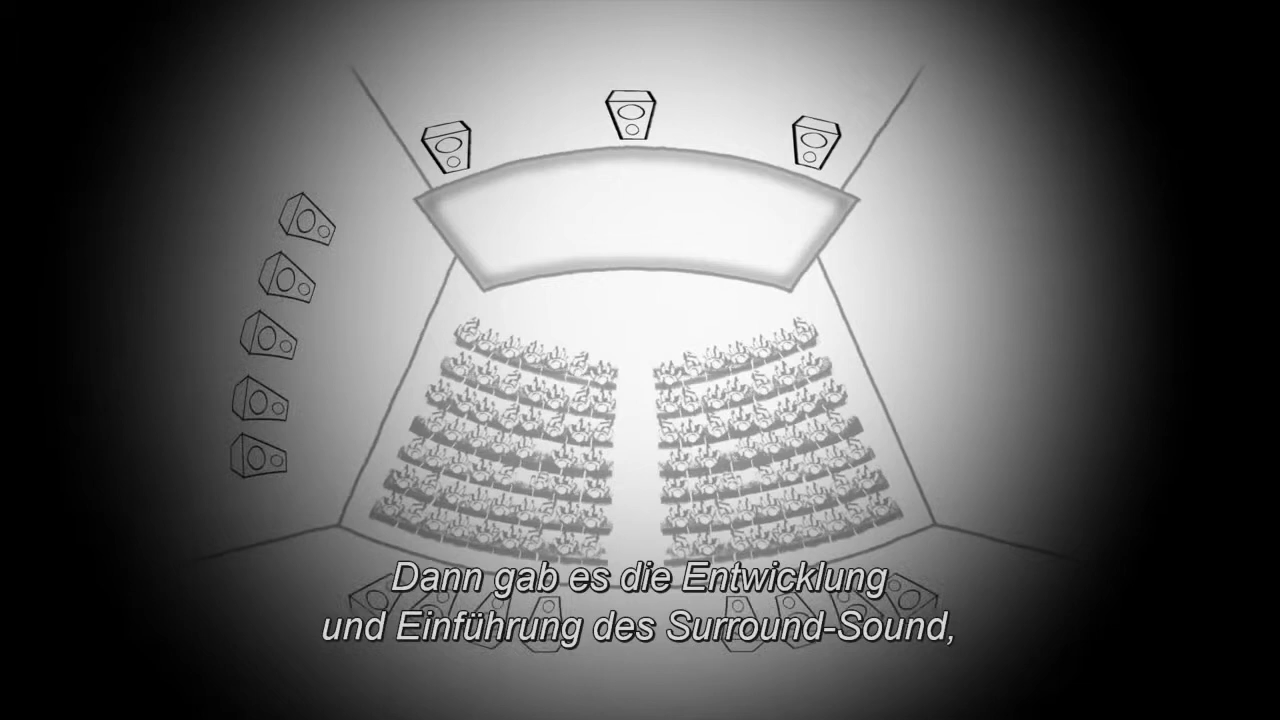 Dann gab es die Entwicklung
und Einführung des Surround-Sound,